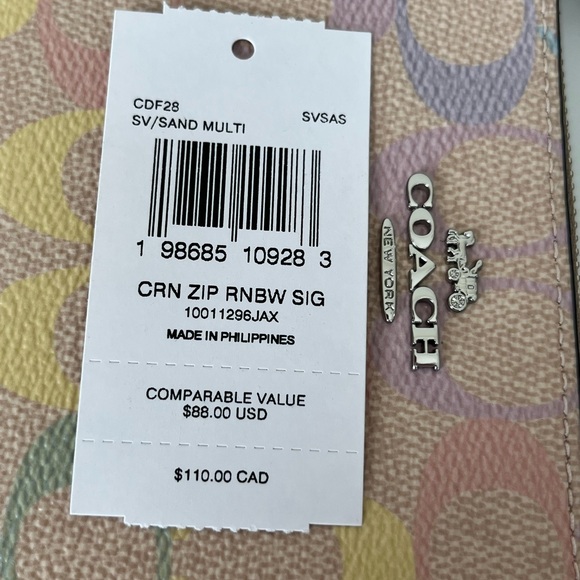 CDF28
SV/SAND MULTI SVSAS
1 98685 10928 3
CRN ZIP RNBW SIG
10011296JAX
MADE IN PHILIPPINES
COMPARABLE VALUE
$88.00 USD
$110.00 CAD
NEW YORK
COACH